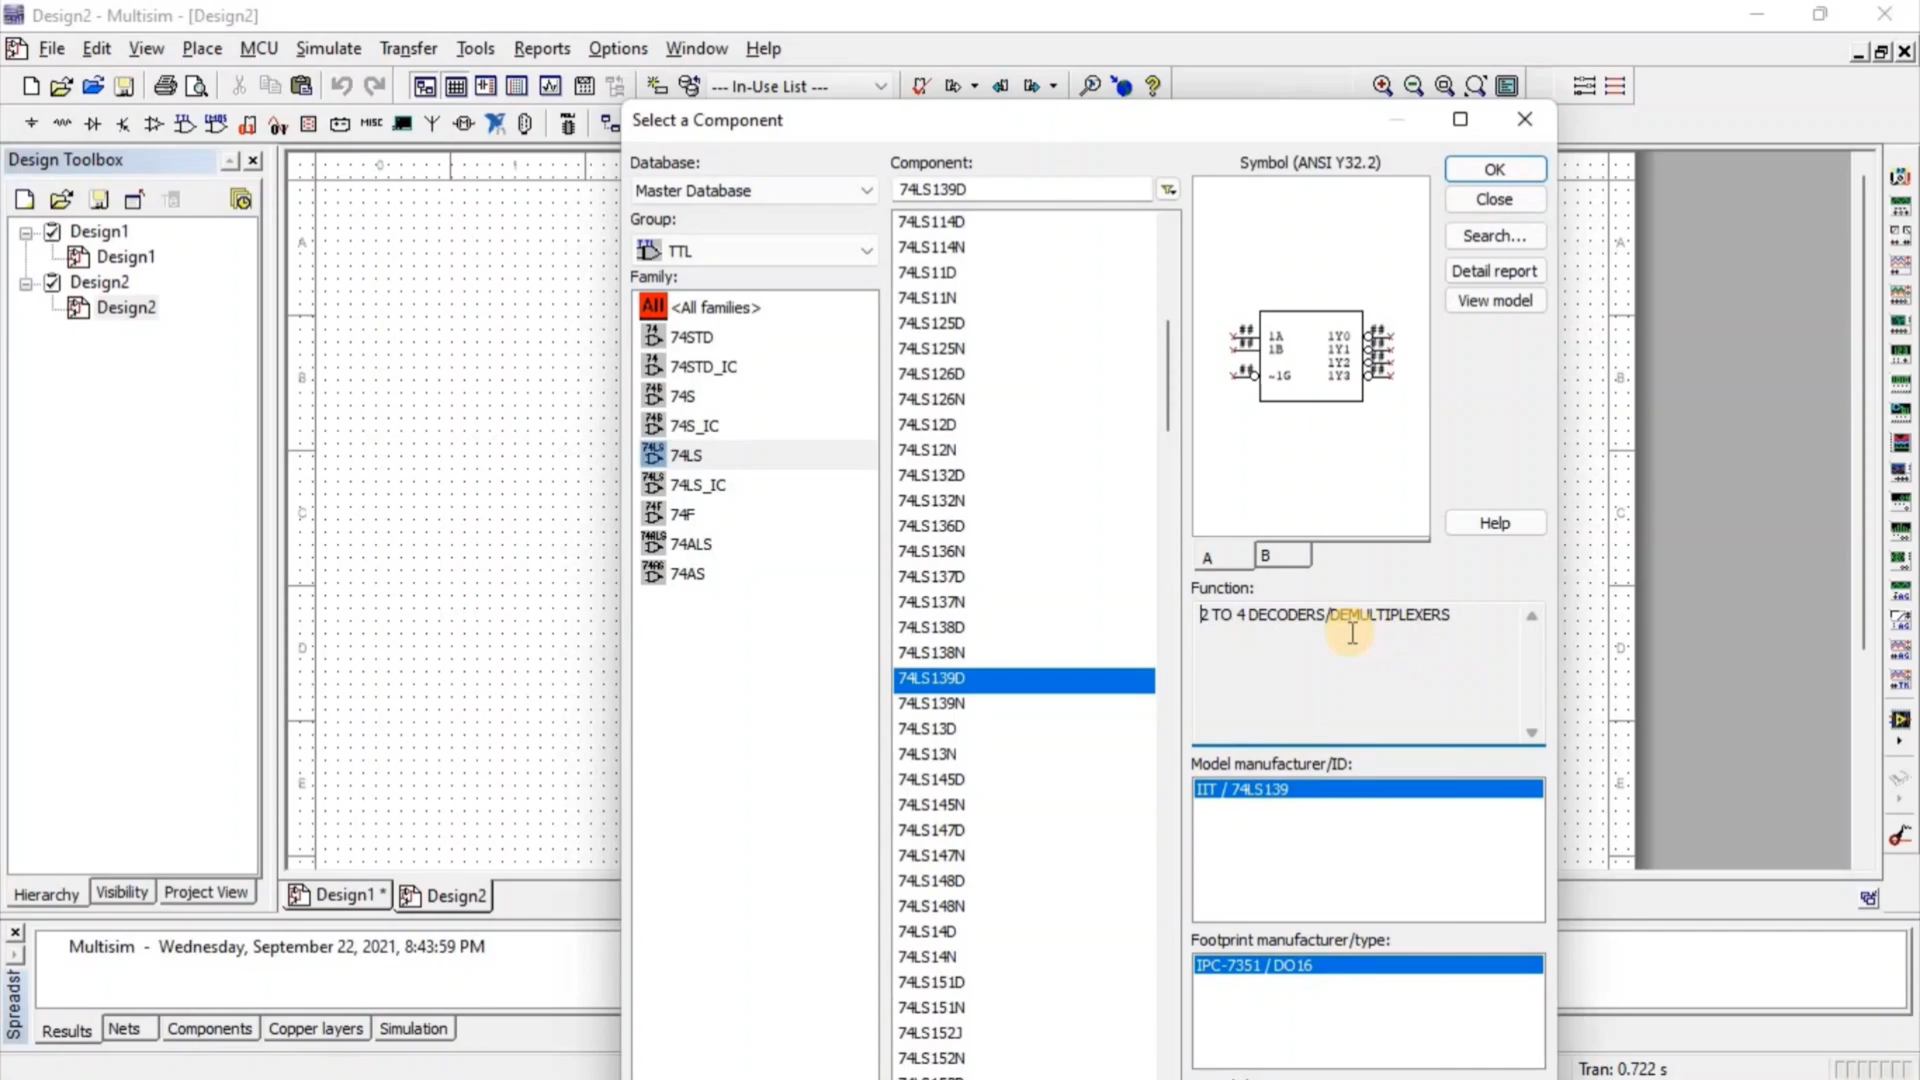 Design2 - Multisim - [Design2]
File Edit View Place MCU Simulate Transfer Tools Reports Options Window Help
--- In-Use List ---
MISC
Design Toolbox
Design1
Design1
Design2
Design2
Hierarchy Visibility Project View
Design1 * Design2
A
B
C
D
E
A
B
C
D
E
Select a Component
Database:
Master Database
Group:
TTL
Family:
All <All families>
74STD
74STD_IC
74S
74S_IC
74LS
74LS_IC
74F
74ALS
74AS
Component:
74LS139D
74LS114D
74LS114N
74LS11D
74LS11N
74LS125D
74LS125N
74LS126D
74LS126N
74LS12D
74LS12N
74LS132D
74LS132N
74LS136D
74LS136N
74LS137D
74LS137N
74LS138D
74LS138N
74LS139D
74LS139N
74LS13D
74LS13N
74LS145D
74LS145N
74LS147D
74LS147N
74LS148D
74LS148N
74LS14D
74LS14N
74LS151D
74LS151N
74LS152J
74LS152N
Symbol (ANSI Y32.2)
1A 1Y0
1B 1Y1
1Y2
~1G 1Y3
A B
OK
Close
Search...
Detail report
View model
Help
Function:
2 TO 4 DECODERS/DEMULTIPLEXERS
Model manufacturer/ID:
IIT / 74LS139
Footprint manufacturer/type:
IPC-7351 / DO16
Multisim - Wednesday, September 22, 2021, 8:43:59 PM
Results Nets Components Copper layers Simulation
Tran: 0.722 s